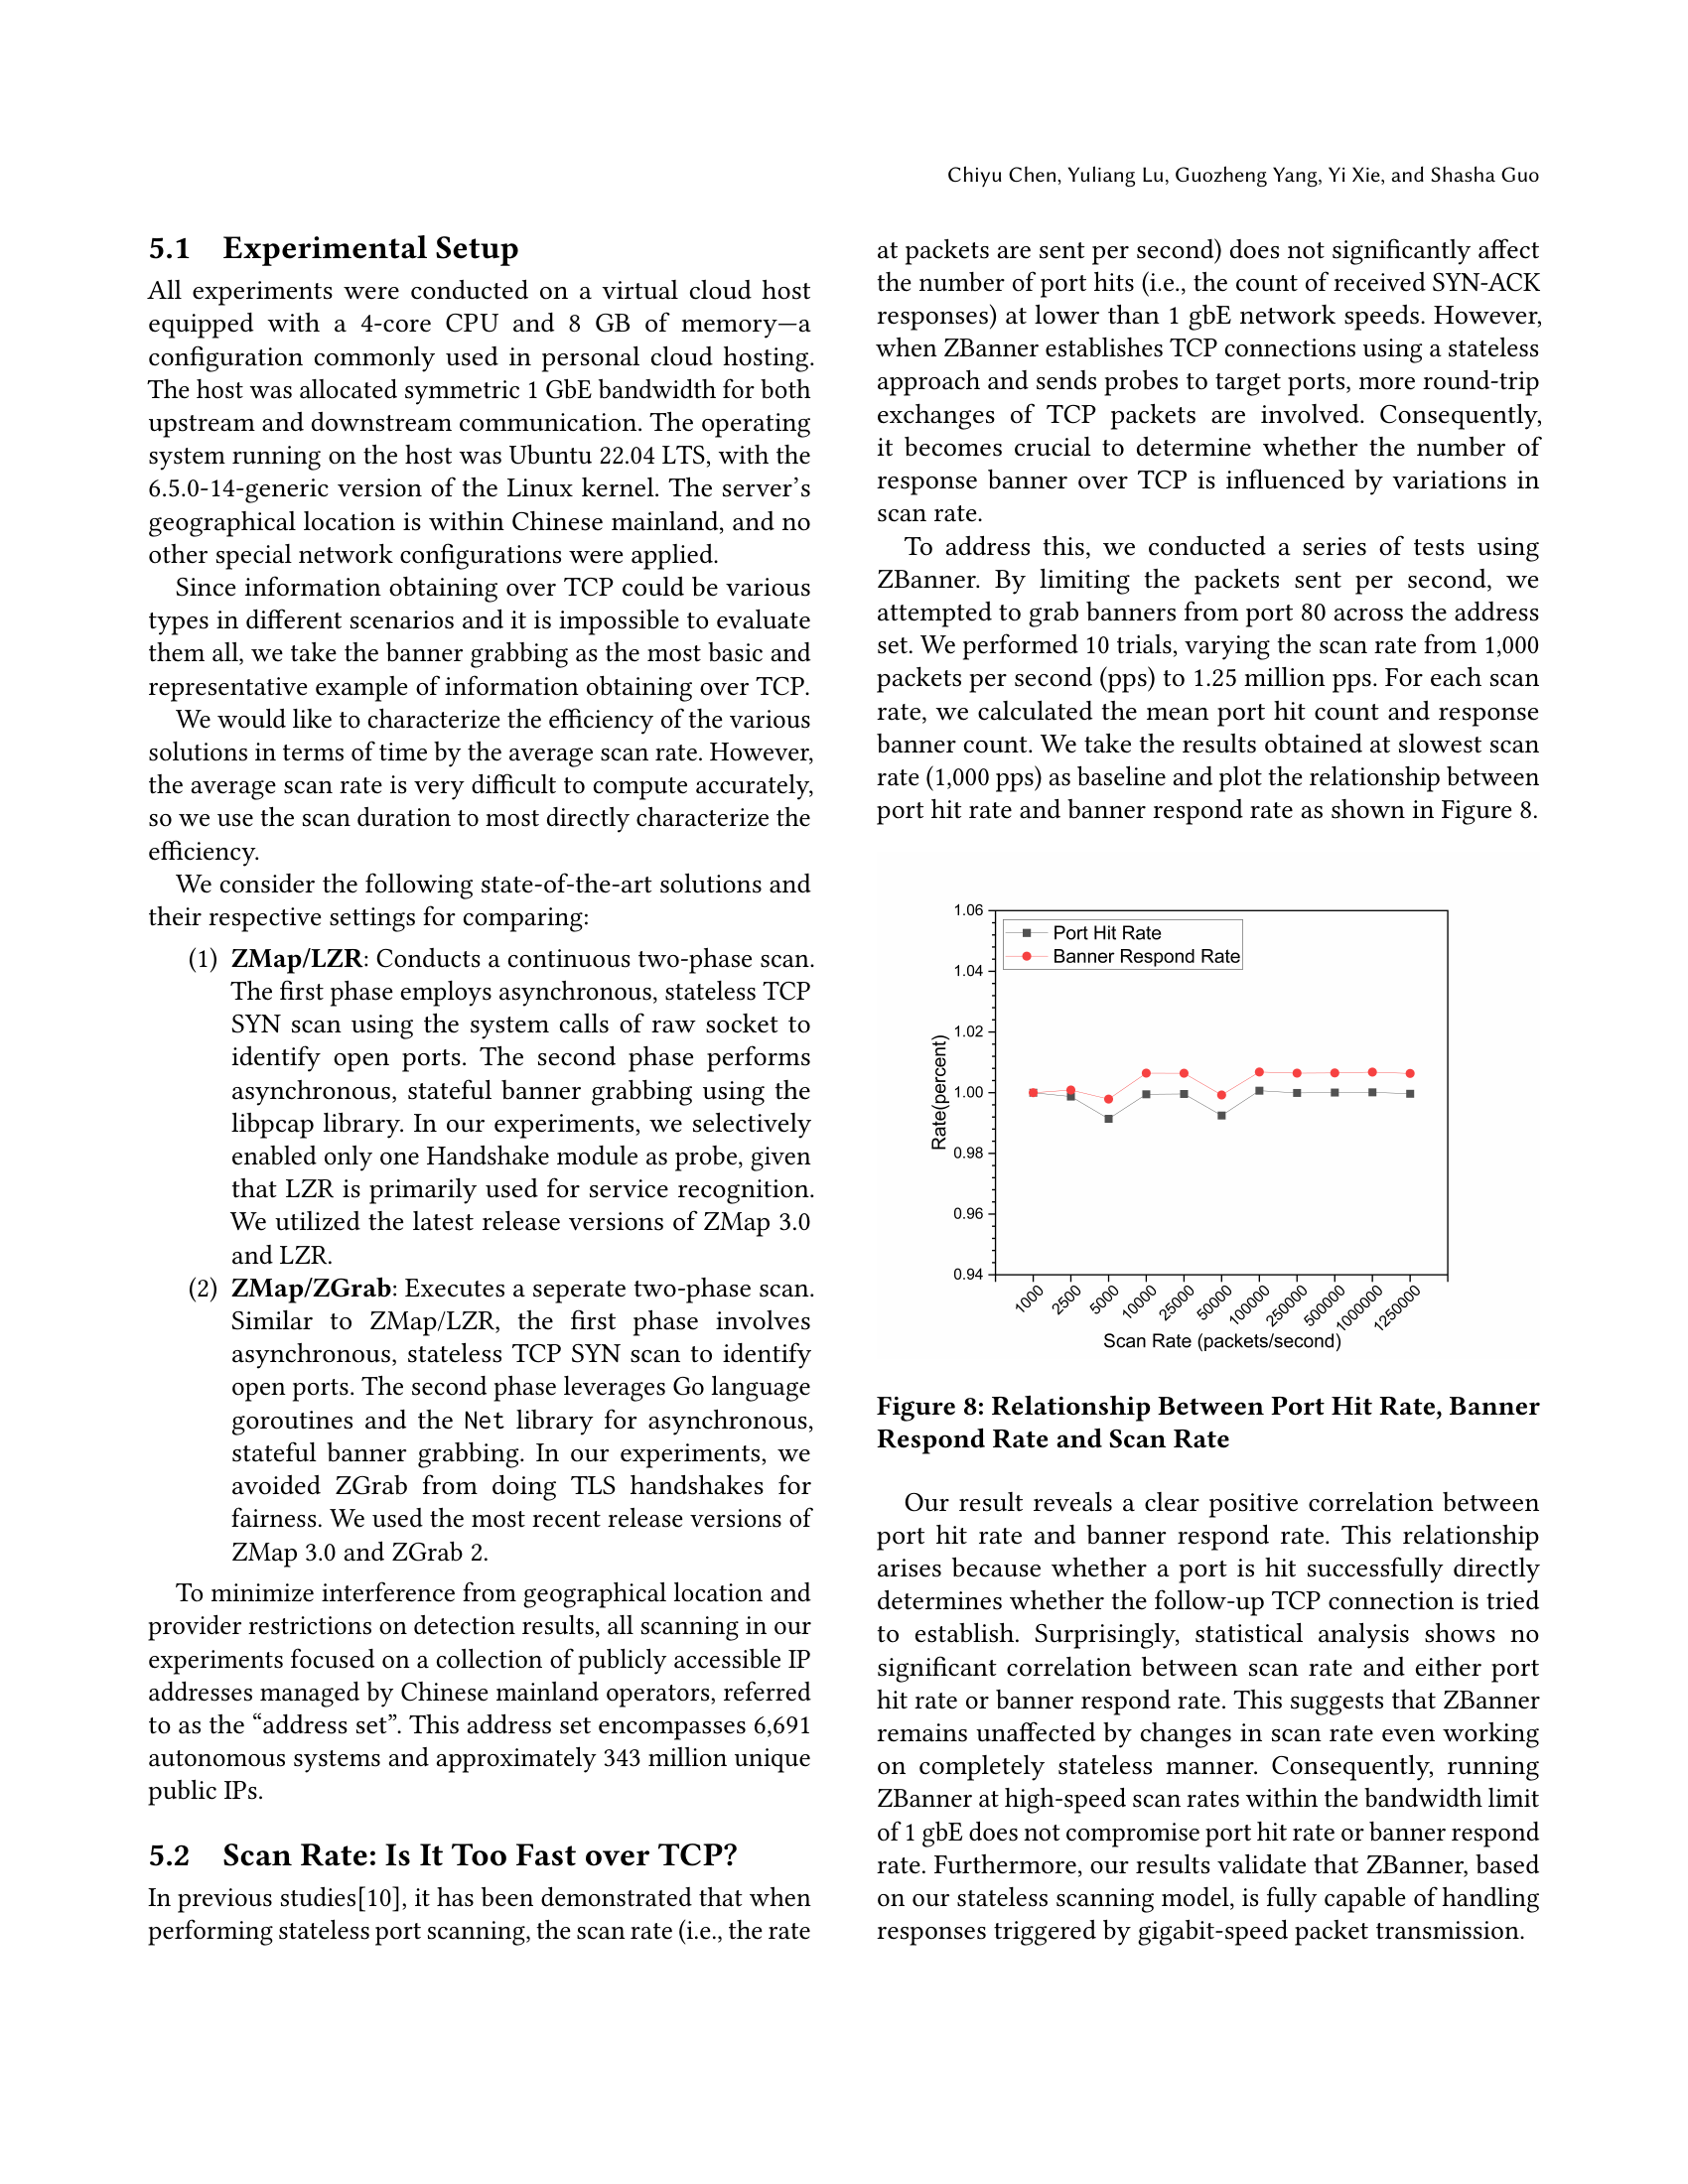 Chiyu Chen, Yuliang Lu, Guozheng Yang, Yi Xie, and Shasha Guo
5.1 Experimental Setup
All experiments were conducted on a virtual cloud host
equipped with a 4-core CPU and 8 GB of memory—a
configuration commonly used in personal cloud hosting.
The host was allocated symmetric 1 GbE bandwidth for both
upstream and downstream communication. The operating
system running on the host was Ubuntu 22.04 LTS, with the
6.5.0-14-generic version of the Linux kernel. The server's
geographical location is within Chinese mainland, and no
other special network configurations were applied.
Since information obtaining over TCP could be various
types in different scenarios and it is impossible to evaluate
them all, we take the banner grabbing as the most basic and
representative example of information obtaining over TCP.
We would like to characterize the efficiency of the various
solutions in terms of time by the average scan rate. However,
the average scan rate is very difficult to compute accurately,
so we use the scan duration to most directly characterize the
efficiency.
We consider the following state-of-the-art solutions and
their respective settings for comparing:
(1) ZMap/LZR: Conducts a continuous two-phase scan.
The first phase employs asynchronous, stateless TCP
SYN scan using the system calls of raw socket to
identify open ports. The second phase performs
asynchronous, stateful banner grabbing using the
libpcap library. In our experiments, we selectively
enabled only one Handshake module as probe, given
that LZR is primarily used for service recognition.
We utilized the latest release versions of ZMap 3.0
and LZR.
(2) ZMap/ZGrab: Executes a seperate two-phase scan.
Similar to ZMap/LZR, the first phase involves
asynchronous, stateless TCP SYN scan to identify
open ports. The second phase leverages Go language
goroutines and the Net library for asynchronous,
stateful banner grabbing. In our experiments, we
avoided ZGrab from doing TLS handshakes for
fairness. We used the most recent release versions of
ZMap 3.0 and ZGrab 2.
To minimize interference from geographical location and
provider restrictions on detection results, all scanning in our
experiments focused on a collection of publicly accessible IP
addresses managed by Chinese mainland operators, referred
to as the “address set”. This address set encompasses 6,691
autonomous systems and approximately 343 million unique
public IPs.
5.2 Scan Rate: Is It Too Fast over TCP?
In previous studies[10], it has been demonstrated that when
performing stateless port scanning, the scan rate (i.e., the rate
at packets are sent per second) does not significantly affect
the number of port hits (i.e., the count of received SYN-ACK
responses) at lower than 1 gbE network speeds. However,
when ZBanner establishes TCP connections using a stateless
approach and sends probes to target ports, more round-trip
exchanges of TCP packets are involved. Consequently,
it becomes crucial to determine whether the number of
response banner over TCP is influenced by variations in
scan rate.
To address this, we conducted a series of tests using
ZBanner. By limiting the packets sent per second, we
attempted to grab banners from port 80 across the address
set. We performed 10 trials, varying the scan rate from 1,000
packets per second (pps) to 1.25 million pps. For each scan
rate, we calculated the mean port hit count and response
banner count. We take the results obtained at slowest scan
rate (1,000 pps) as baseline and plot the relationship between
port hit rate and banner respond rate as shown in Figure 8.
1.06
1.04
1.02
1.00
0.98
0.96
0.94
Rate(percent)
Port Hit Rate
Banner Respond Rate
1000 2500 5000 10000 25000 50000 100000 250000 500000 1000000 1250000
Scan Rate (packets/second)
Figure 8: Relationship Between Port Hit Rate, Banner
Respond Rate and Scan Rate
Our result reveals a clear positive correlation between
port hit rate and banner respond rate. This relationship
arises because whether a port is hit successfully directly
determines whether the follow-up TCP connection is tried
to establish. Surprisingly, statistical analysis shows no
significant correlation between scan rate and either port
hit rate or banner respond rate. This suggests that ZBanner
remains unaffected by changes in scan rate even working
on completely stateless manner. Consequently, running
ZBanner at high-speed scan rates within the bandwidth limit
of 1 gbE does not compromise port hit rate or banner respond
rate. Furthermore, our results validate that ZBanner, based
on our stateless scanning model, is fully capable of handling
responses triggered by gigabit-speed packet transmission.